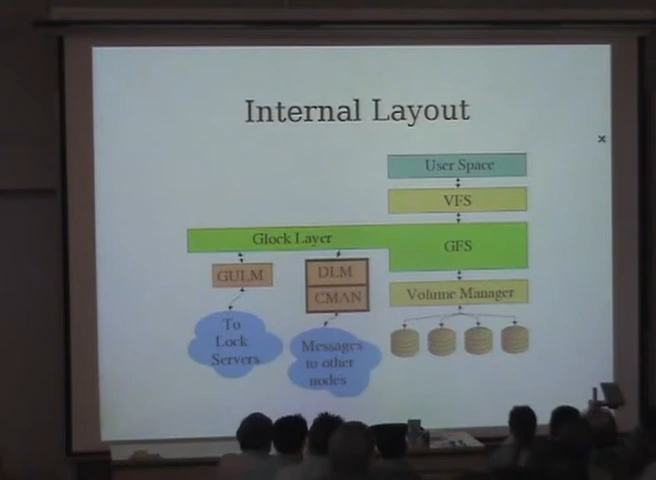 Internal Layout
User Space
VFS
Glock Layer
GFS
GULM
DLM
CMAN
Volume Manager
To
Lock
Servers
Messages
to other
nodes